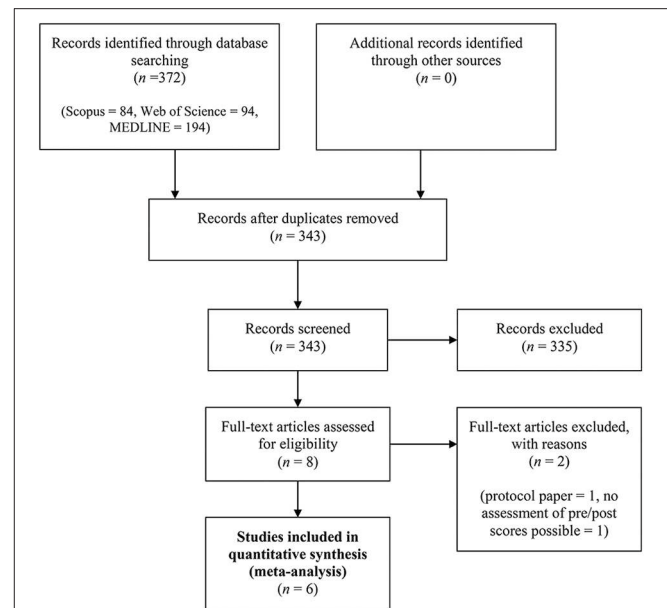 Records identified through database
searching
(n =372)
(Scopus = 84, Web of Science = 94,
MEDLINE = 194)
Additional records identified
through other sources
(n = 0)
Records after duplicates removed
(n = 343)
Records screened
(n = 343)
Records excluded
(n = 335)
Full-text articles assessed
for eligibility
(n = 8)
Full-text articles excluded,
with reasons
(n = 2)
(protocol paper = 1, no
assessment of pre/post
scores possible = 1)
Studies included in
quantitative synthesis
(meta-analysis)
(n = 6)